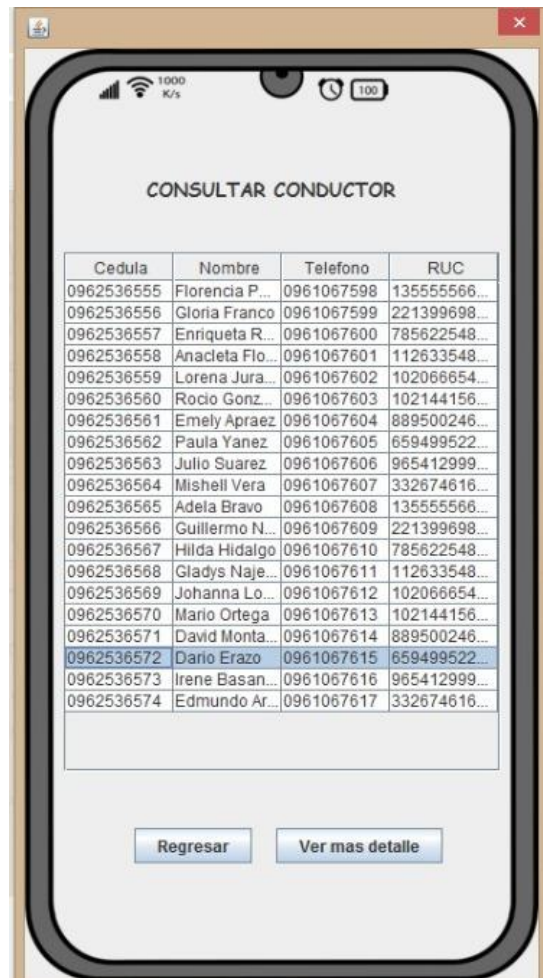 1000
K/s
100
CONSULTAR CONDUCTOR
Cedula Nombre Telefono RUC
0962536555 Florencia P... 0961067598 135555566...
0962536556 Gloria Franco 0961067599 221399698...
0962536557 Enriqueta R... 0961067600 785622548...
0962536558 Anacleta Flo... 0961067601 112633548...
0962536559 Lorena Jura... 0961067602 102066654...
0962536560 Rocio Gonz... 0961067603 102144156...
0962536561 Emely Apraez 0961067604 889500246...
0962536562 Paula Yanez 0961067605 659499522...
0962536563 Julio Suarez 0961067606 965412999...
0962536564 Mishell Vera 0961067607 332674616...
0962536565 Adela Bravo 0961067608 135555566...
0962536566 Guillermo N... 0961067609 221399698...
0962536567 Hilda Hidalgo 0961067610 785622548...
0962536568 Gladys Naje... 0961067611 112633548...
0962536569 Johanna Lo... 0961067612 102066654...
0962536570 Mario Ortega 0961067613 102144156...
0962536571 David Monta... 0961067614 889500246...
0962536572 Dario Erazo 0961067615 659499522...
0962536573 Irene Basan... 0961067616 965412999...
0962536574 Edmundo Ar... 0961067617 332674616...
Regresar Ver mas detalle